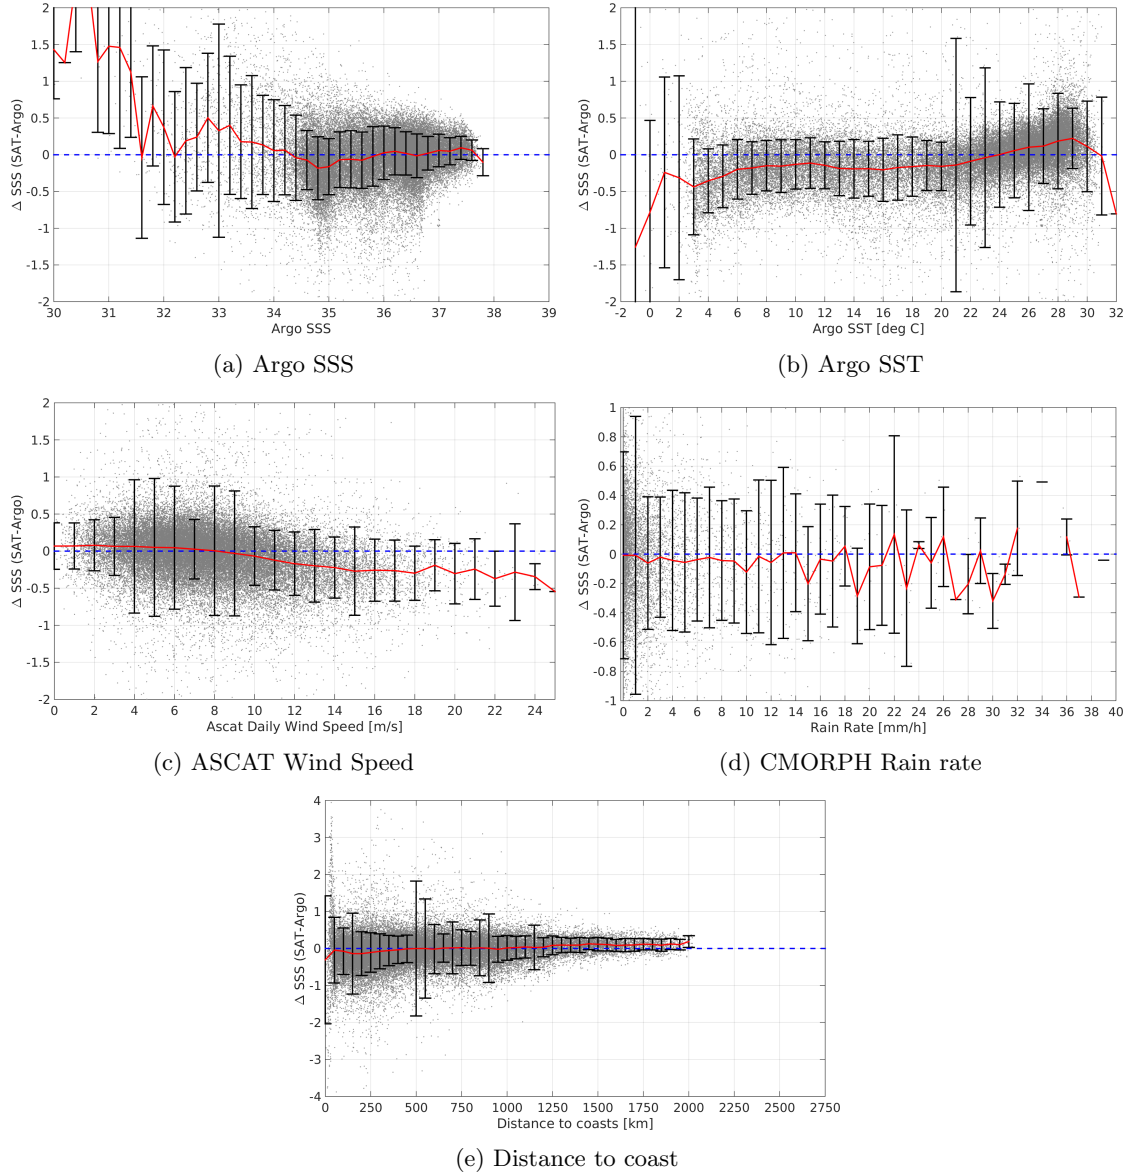 2
1.5
1
0.5
0
-0.5
-1
-1.5
-2
Δ SSS (SAT-Argo)
30 31 32 33 34 35 36 37 38 39
Argo SSS
(a) Argo SSS
2
1.5
1
0.5
0
-0.5
-1
-1.5
-2
Δ SSS (SAT-Argo)
-2 0 2 4 6 8 10 12 14 16 18 20 22 24 26 28 30 32
Argo SST [deg C]
(b) Argo SST
2
1.5
1
0.5
0
-0.5
-1
-1.5
-2
Δ SSS (SAT-Argo)
0 2 4 6 8 10 12 14 16 18 20 22 24
Ascat Daily Wind Speed [m/s]
(c) ASCAT Wind Speed
1
0.8
0.6
0.4
0.2
0
-0.2
-0.4
-0.6
-0.8
-1
Δ SSS (SAT-Argo)
0 2 4 6 8 10 12 14 16 18 20 22 24 26 28 30 32 34 36 38 40
Rain Rate [mm/h]
(d) CMORPH Rain rate
4
3
2
1
0
-1
-2
-3
-4
Δ SSS (SAT-Argo)
0 250 500 750 1000 1250 1500 1750 2000 2250 2500 2750
Distance to coasts [km]
(e) Distance to coast